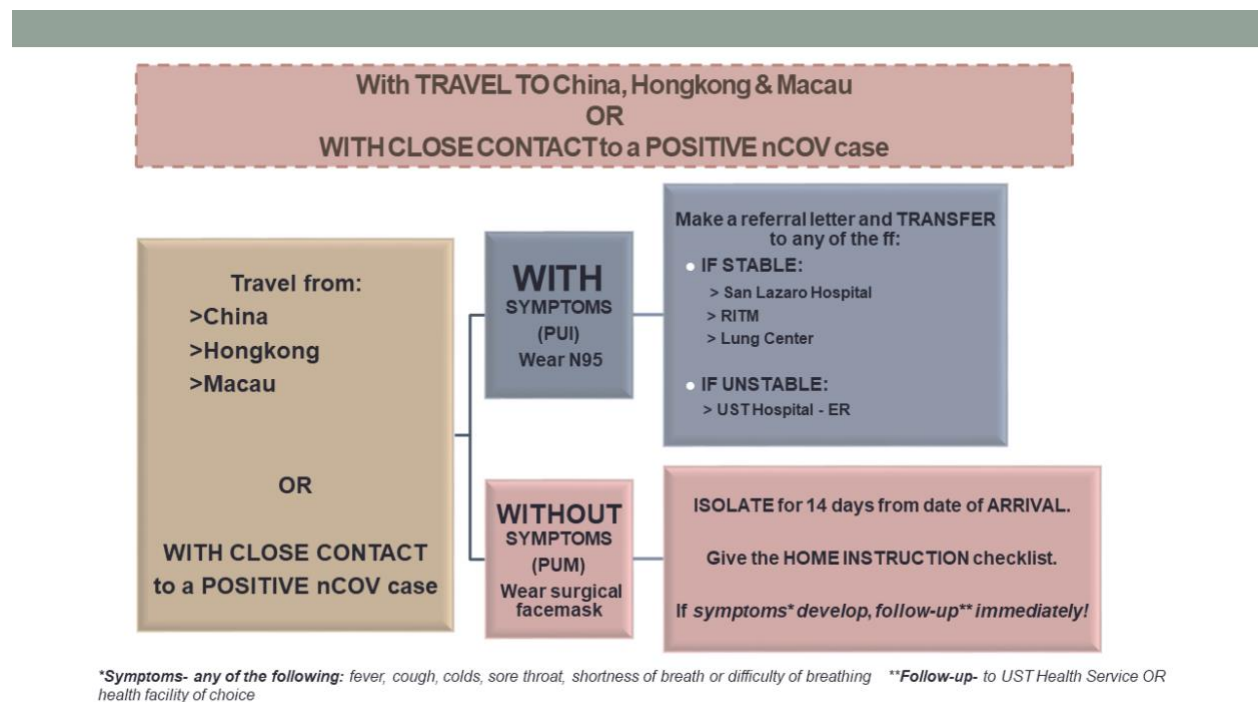 With TRAVEL TO China, Hongkong & Macau
OR
WITH CLOSE CONTACT to a POSITIVE nCOV case
Travel from:
>China
>Hongkong
>Macau
OR
WITH CLOSE CONTACT
to a POSITIVE nCOV case
WITH
SYMPTOMS
(PUI)
Wear N95
Make a referral letter and TRANSFER
to any of the ff:
● IF STABLE:
> San Lazaro Hospital
> RITM
> Lung Center
● IF UNSTABLE:
> UST Hospital - ER
WITHOUT
SYMPTOMS
(PUM)
Wear surgical
facemask
ISOLATE for 14 days from date of ARRIVAL.
Give the HOME INSTRUCTION checklist.
If symptoms* develop, follow-up** immediately!
*Symptoms- any of the following: fever, cough, colds, sore throat, shortness of breath or difficulty of breathing **Follow-up- to UST Health Service OR
health facility of choice